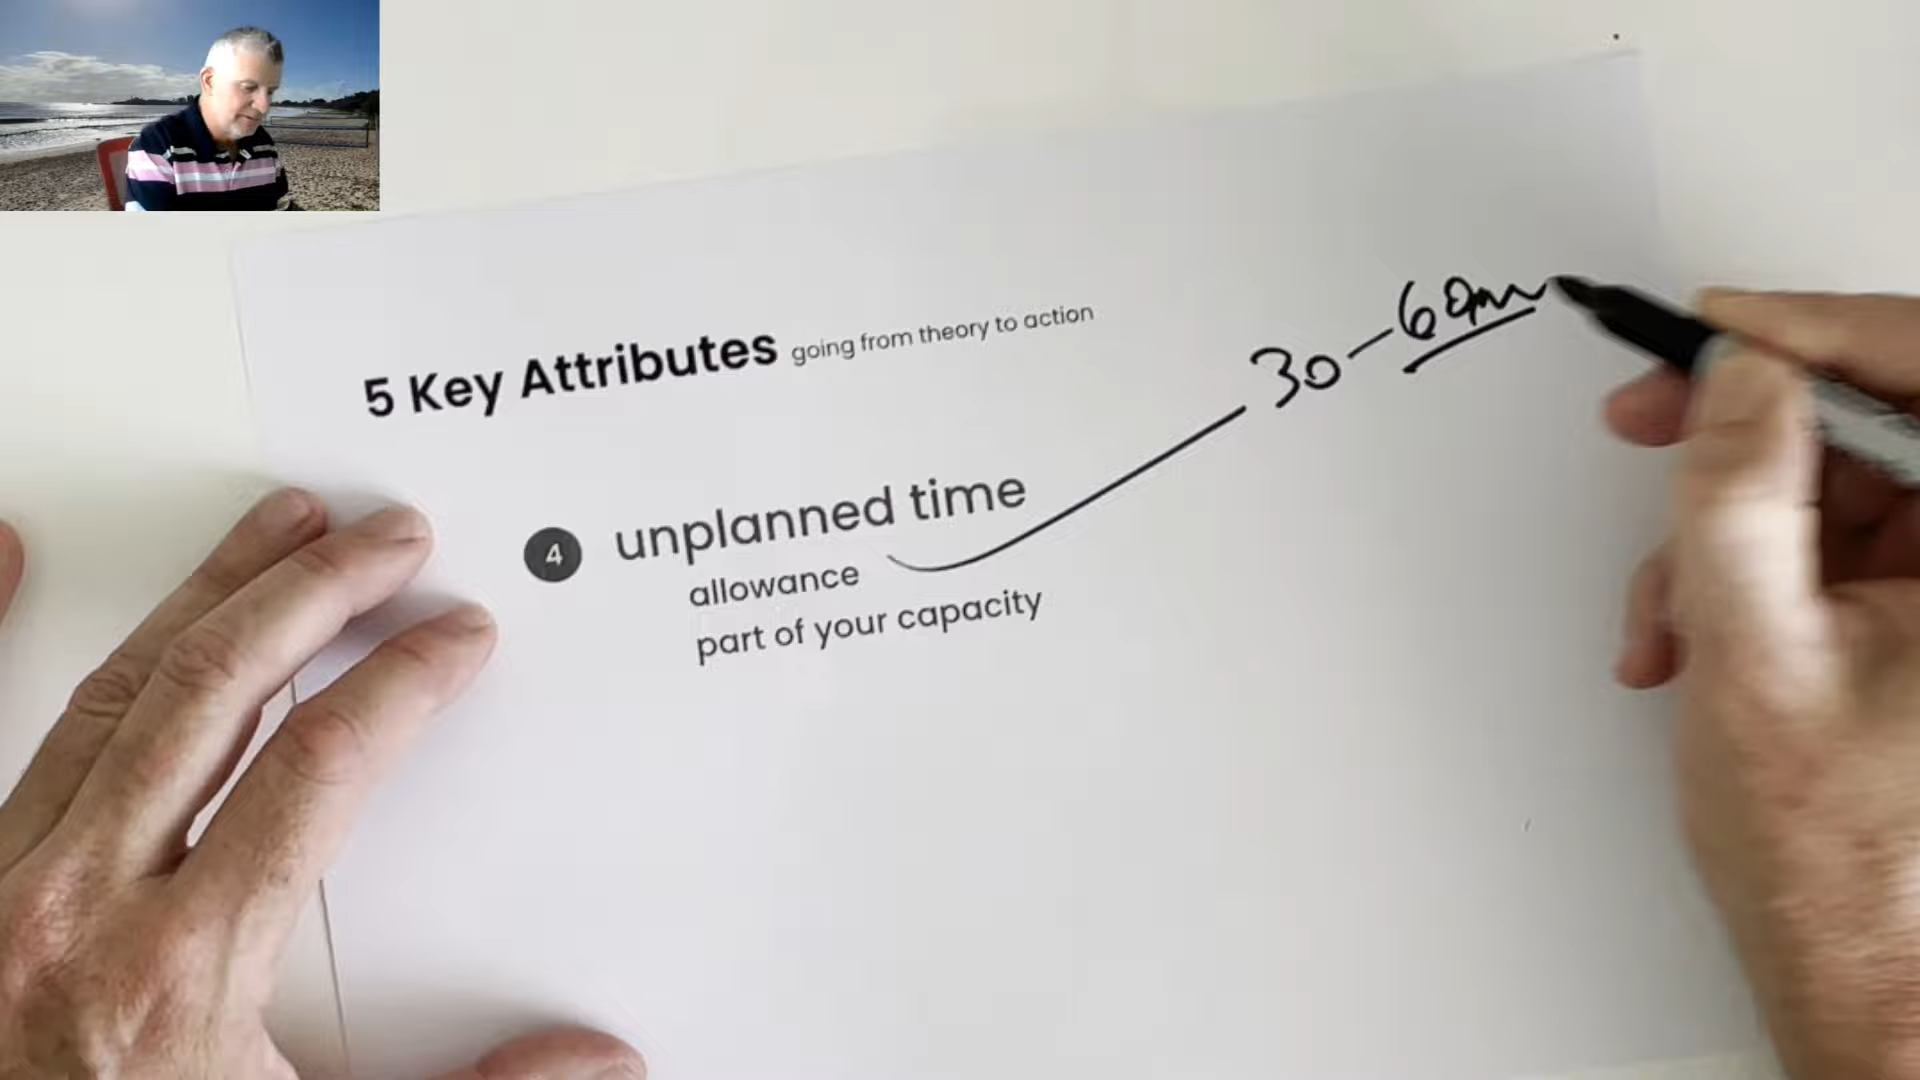 5 Key Attributes going from theory to action
30-60m
4 unplanned time
allowance
part of your capacity